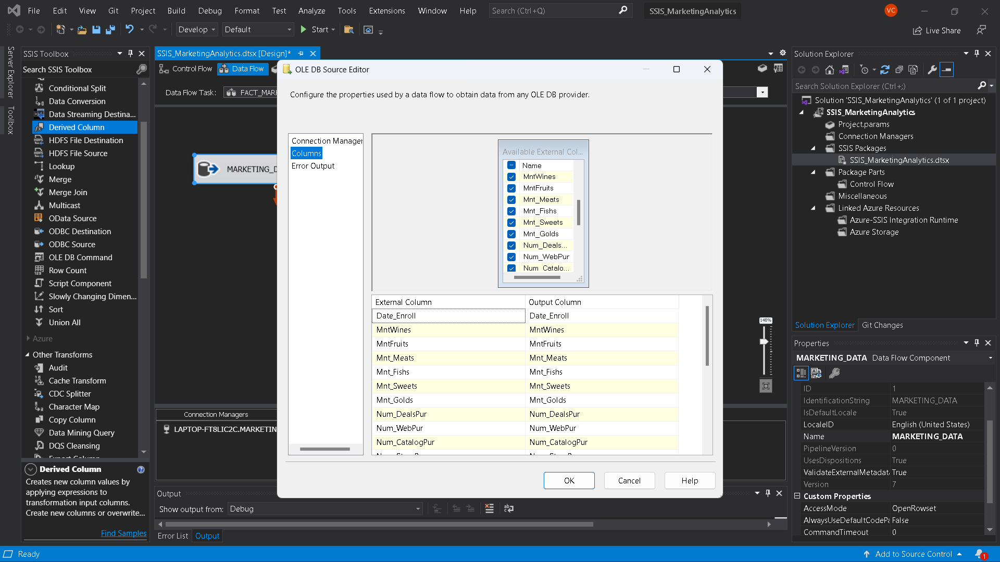 File Edit View Git Project Build Debug Format Test Analyze Tools Extensions Window Help Search (Ctrl+Q) SSIS_MarketingAnalytics VC
Develop Default Start Live Share
Server Explorer
Toolbox
SSIS Toolbox
Search SSIS Toolbox
Conditional Split
Data Conversion
Data Streaming Destina...
Derived Column
HDFS File Destination
HDFS File Source
Lookup
Merge
Merge Join
Multicast
OData Source
ODBC Destination
ODBC Source
OLE DB Command
Row Count
Script Component
Slowly Changing Dimen...
Sort
Union All
Azure
Other Transforms
Audit
Cache Transform
CDC Splitter
Character Map
Copy Column
Data Mining Query
DQS Cleansing
Export Column
Derived Column
Creates new column values by
applying expressions to
transformation input columns.
Create new columns or overwrite...
Find Samples
SSIS_MarketingAnalytics.dtsx [Design]*
Control Flow Data Flow
Data Flow Task: FACT_MARK
MARKETING_D
140%
Connection Managers
LAPTOP-FT8LIC2C.MARKETIN
OLE DB Source Editor
Configure the properties used by a data flow to obtain data from any OLE DB provider.
Connection Manager
Columns
Error Output
Available External Col...
Name
MntWines
MntFruits
Mnt_Meats
Mnt_Fishs
Mnt_Sweets
Mnt_Golds
Num_Deals...
Num_WebPur
Num_Catalo...
External Column Output Column
Date_Enroll Date_Enroll
MntWines MntWines
MntFruits MntFruits
Mnt_Meats Mnt_Meats
Mnt_Fishs Mnt_Fishs
Mnt_Sweets Mnt_Sweets
Mnt_Golds Mnt_Golds
Num_DealsPur Num_DealsPur
Num_WebPur Num_WebPur
Num_CatalogPur Num_CatalogPur
OK Cancel Help
Output
Show output from: Debug
Error List Output
Solution Explorer
Search Solution Explorer (Ctrl+;)
Solution 'SSIS_MarketingAnalytics' (1 of 1 project)
SSIS_MarketingAnalytics
Project.params
Connection Managers
SSIS Packages
SSIS_MarketingAnalytics.dtsx
Package Parts
Control Flow
Miscellaneous
Linked Azure Resources
Azure-SSIS Integration Runtime
Azure Storage
Solution Explorer Git Changes
Properties
MARKETING_DATA Data Flow Component
ID 1
IdentificationString MARKETING_DATA
IsDefaultLocale True
LocaleID English (United States)
Name MARKETING_DATA
PipelineVersion 0
UsesDispositions True
ValidateExternalMetadat True
Version 7
Custom Properties
AccessMode OpenRowset
AlwaysUseDefaultCodePa False
CommandTimeout 0
Ready Add to Source Control 1